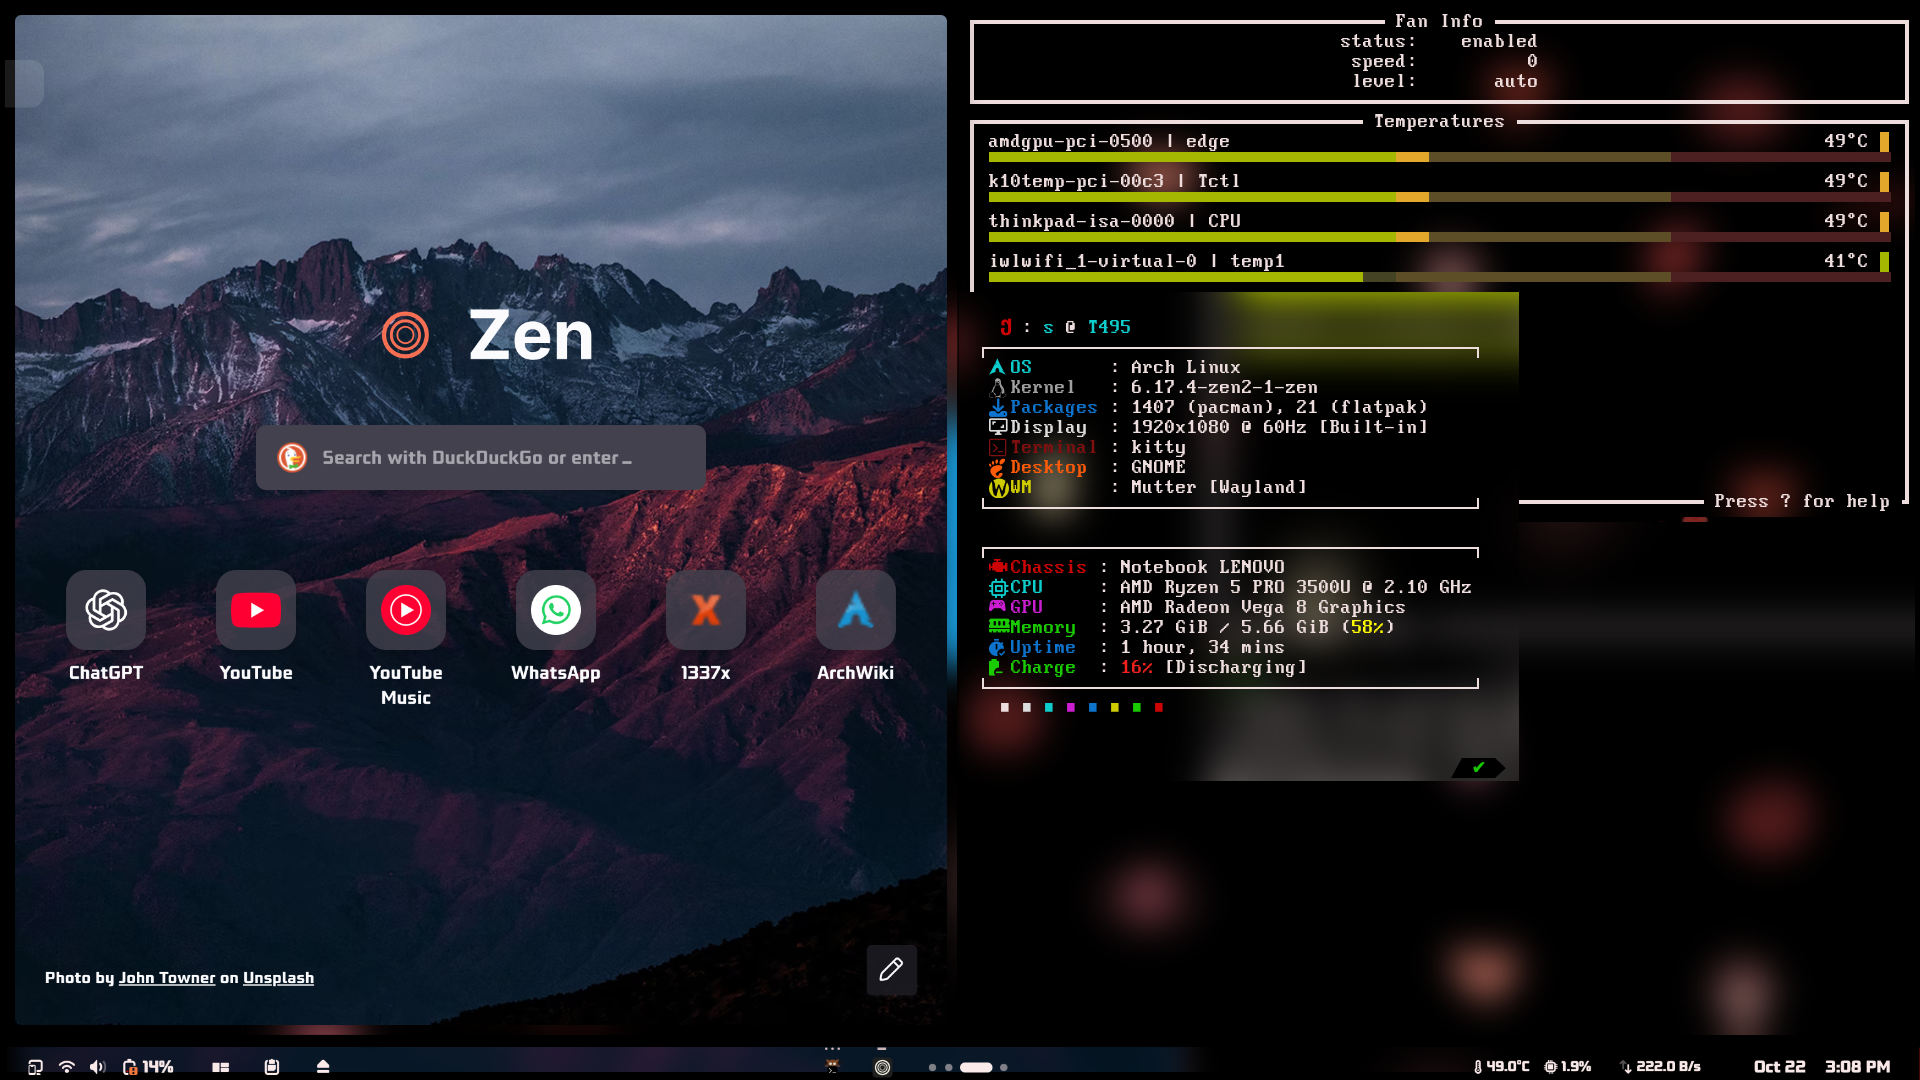 Zen
Search with DuckDuckGo or enter
ChatGPT
YouTube
YouTube Music
WhatsApp
1337x
ArchWiki
Photo by John Towner on Unsplash
Fan Info
status: enabled
speed: 0
level: auto
Temperatures
amdgpu-pci-0500 | edge 49°C
k10temp-pci-00c3 | Tctl 49°C
thinkpad-isa-0000 | CPU 49°C
iwlwifi_1-virtual-0 | temp1 41°C
Press ? for help
: s @ T495
OS : Arch Linux
Kernel : 6.17.4-zen2-1-zen
Packages : 1407 (pacman), 21 (flatpak)
Display : 1920x1080 @ 60Hz [Built-in]
Terminal : kitty
Desktop : GNOME
WM : Mutter [Wayland]
Chassis : Notebook LENOVO
CPU : AMD Ryzen 5 PRO 3500U @ 2.10 GHz
GPU : AMD Radeon Vega 8 Graphics
Memory : 3.27 GiB / 5.66 GiB (58%)
Uptime : 1 hour, 34 mins
Charge : 16% [Discharging]
14%
49.0°C 1.9% 222.0 B/s Oct 22 3:08 PM